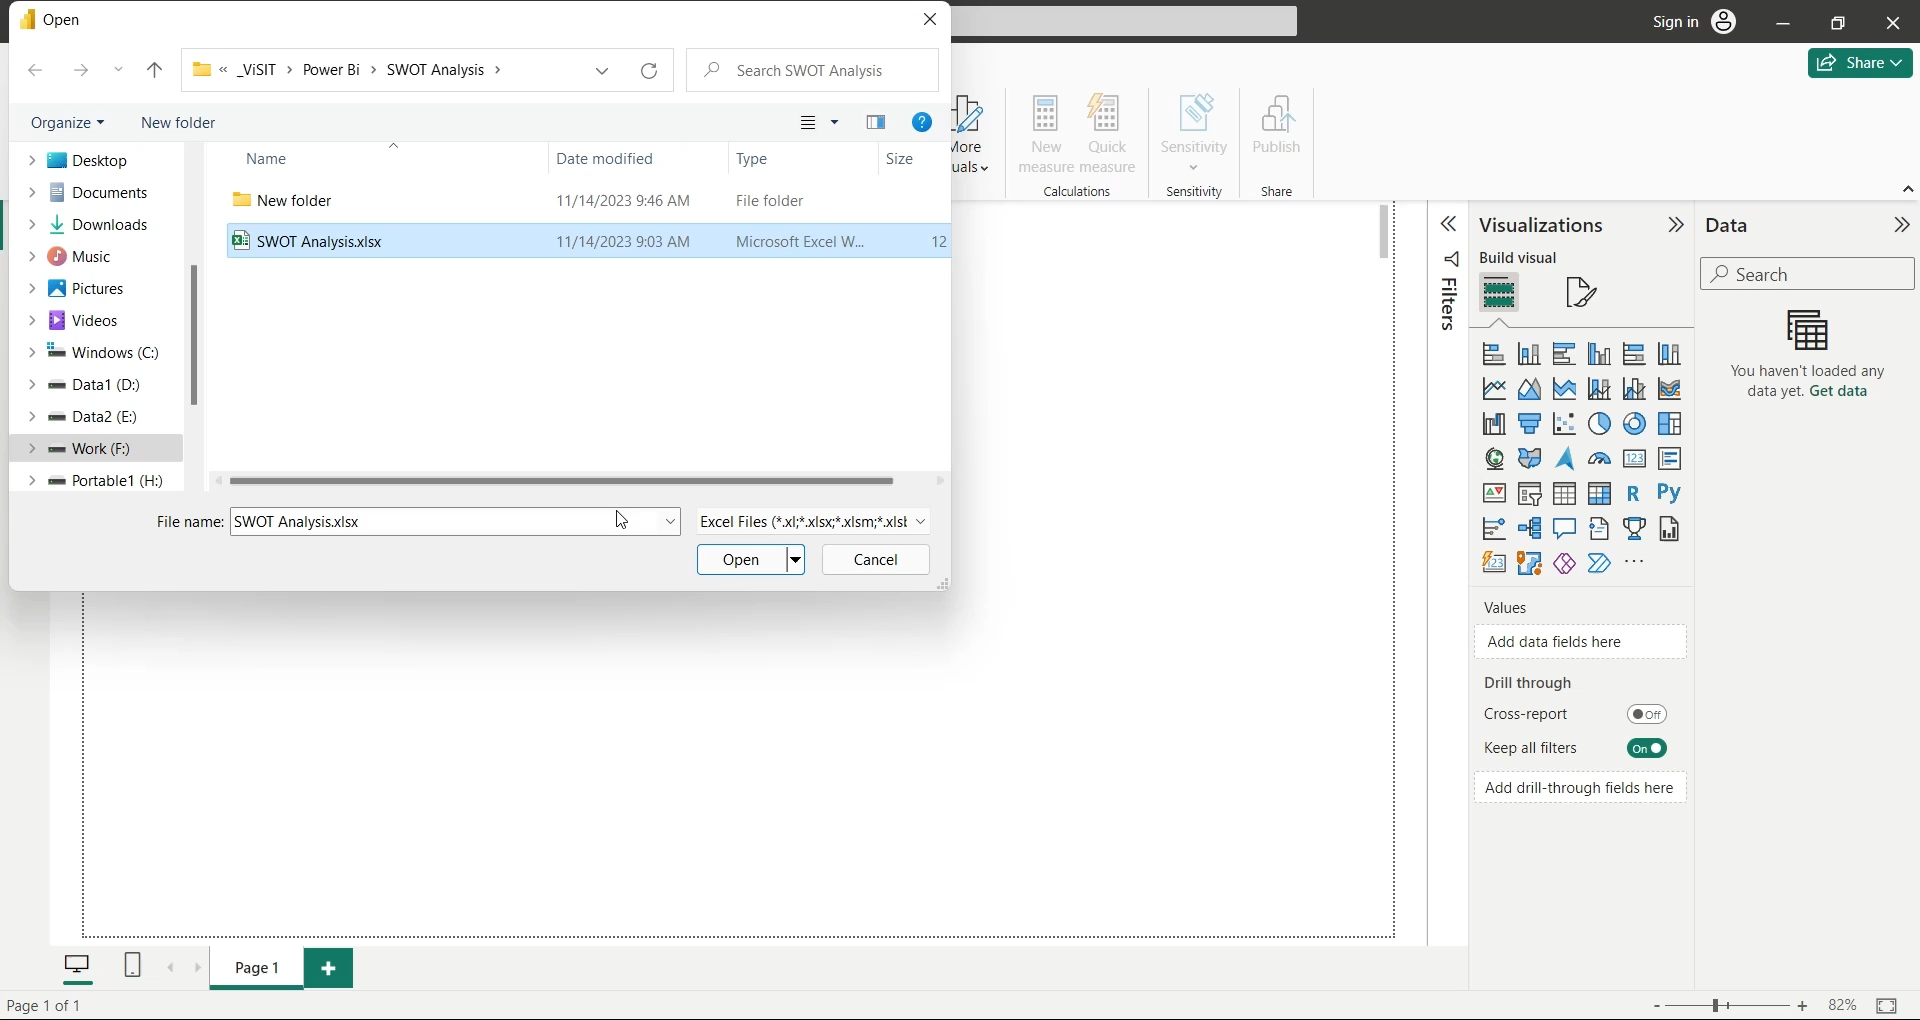 Open
Sign in
« _ViSIT > Power Bi > SWOT Analysis >
Search SWOT Analysis
Share
Organize
New folder
Name
Date modified
Type
Size
Desktop
Documents
Downloads
Music
Pictures
Videos
Windows (C:)
Data1 (D:)
Data2 (E:)
Work (F:)
Portable1 (H:)
New folder 11/14/2023 9:46 AM File folder
SWOT Analysis.xlsx 11/14/2023 9:03 AM Microsoft Excel W... 12
File name: SWOT Analysis.xlsx
Excel Files (*.xl;*.xlsx;*.xlsm;*.xlsb
Open
Cancel
New
measure
Quick
measure
Calculations
Sensitivity
Sensitivity
Publish
Share
Filters
Visualizations
Build visual
123
R
Py
123
Values
Add data fields here
Drill through
Cross-report Off
Keep all filters On
Add drill-through fields here
Data
Search
You haven't loaded any
data yet. Get data
Page 1
Page 1 of 1
- + 82%